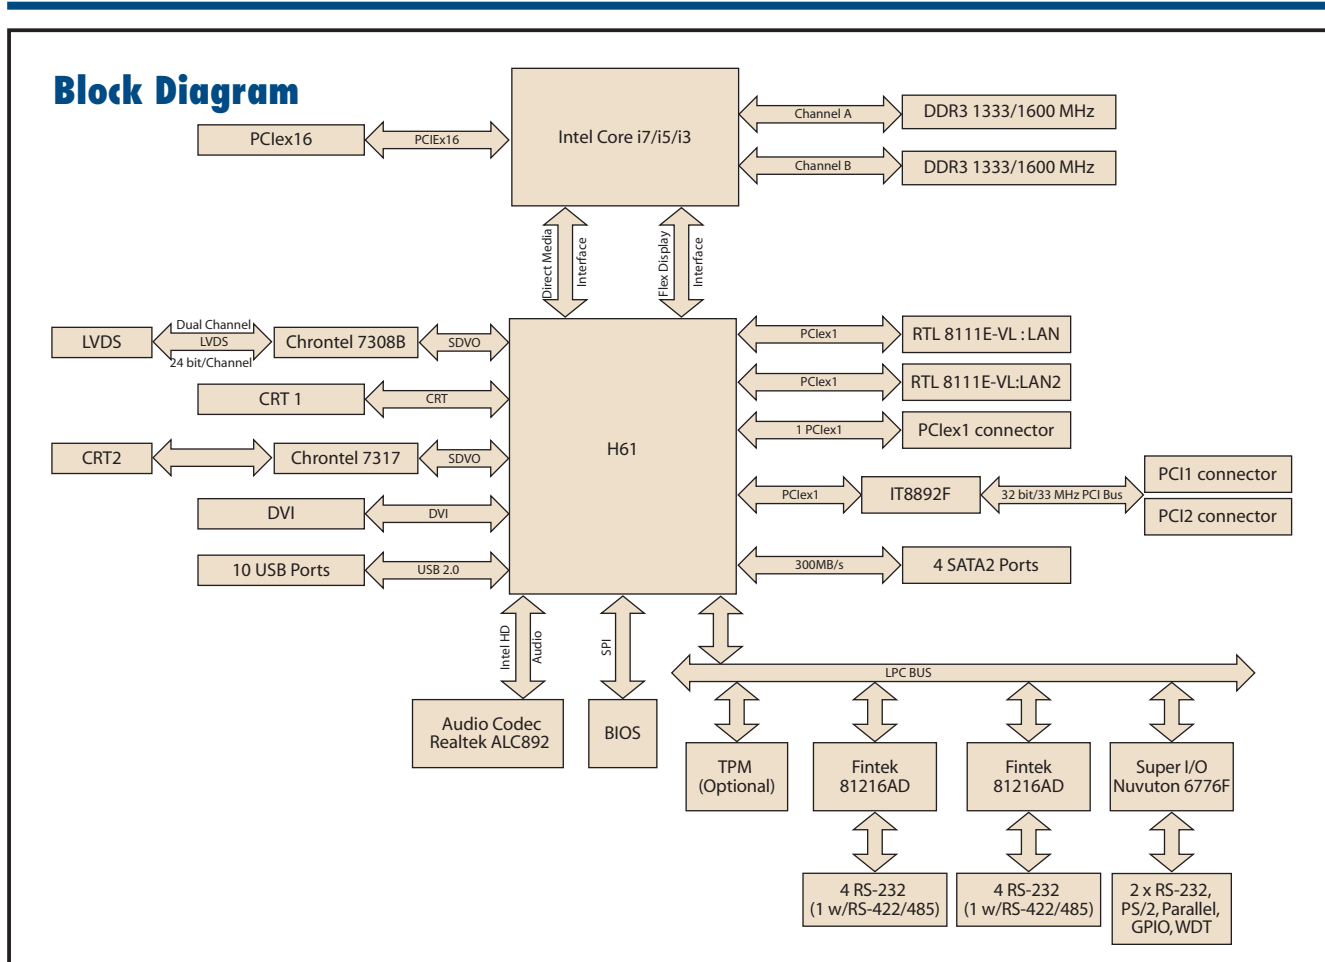 Block Diagram
PCIex16
PCIEx16
Intel Core i7/i5/i3
Channel A
DDR3 1333/1600 MHz
Channel B
DDR3 1333/1600 MHz
Direct Media
Interface
Flex Display
Interface
LVDS
Dual Channel
LVDS
24 bit/Channel
Chrontel 7308B
SDVO
CRT 1
CRT
CRT2
Chrontel 7317
SDVO
DVI
DVI
10 USB Ports
USB 2.0
H61
PCIex1
RTL 8111E-VL : LAN
PCIex1
RTL 8111E-VL:LAN2
1 PCIex1
PCIex1 connector
PCIex1
IT8892F
32 bit/33 MHz PCI Bus
PCI1 connector
PCI2 connector
300MB/s
4 SATA2 Ports
Intel HD
Audio
SPI
LPC BUS
Audio Codec
Realtek ALC892
BIOS
TPM
(Optional)
Fintek
81216AD
Fintek
81216AD
Super I/O
Nuvuton 6776F
4 RS-232
(1 w/RS-422/485)
4 RS-232
(1 w/RS-422/485)
2 x RS-232,
PS/2, Parallel,
GPIO, WDT